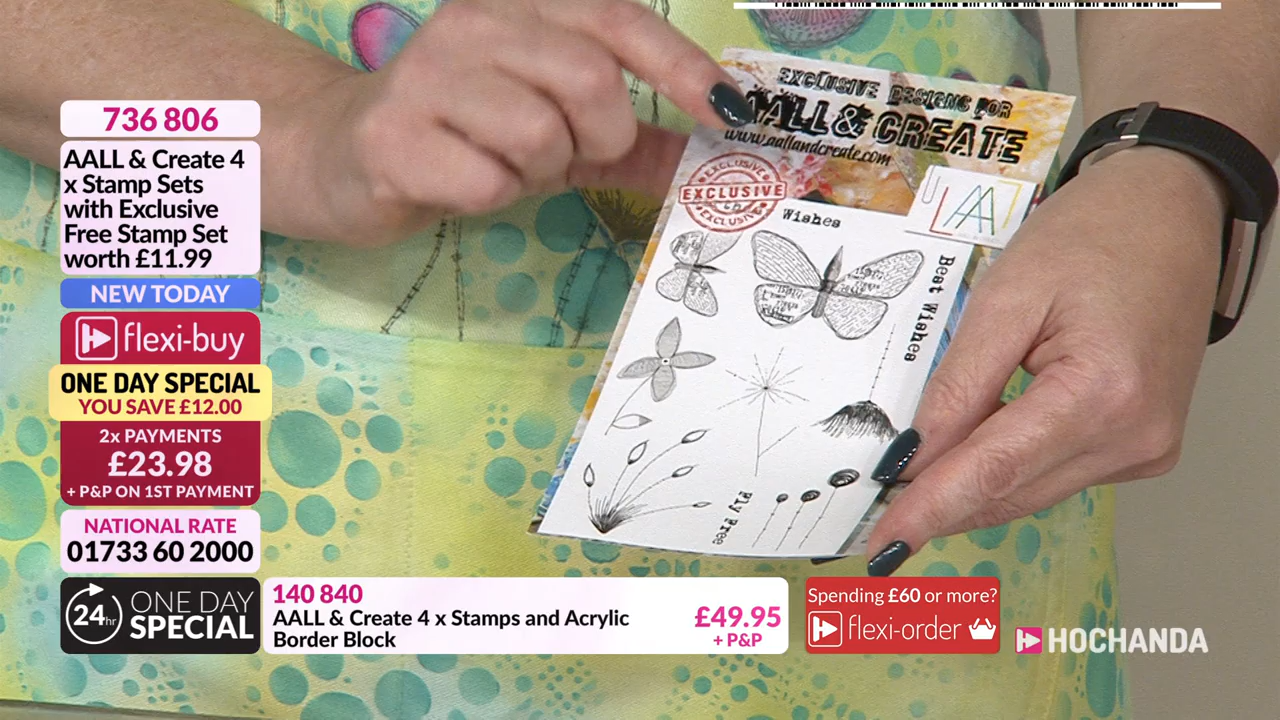 736 806
AALL & Create 4
x Stamp Sets
with Exclusive
Free Stamp Set
worth £11.99
NEW TODAY
flexi-buy
ONE DAY SPECIAL
YOU SAVE £12.00
2x PAYMENTS
£23.98
+ P&P ON 1ST PAYMENT
NATIONAL RATE
01733 60 2000
EXCLUSIVE DESIGNS FOR
AALL & CREATE
www.aallandcreate.com
EXCLUSIVE
EXCLUSIVE
EXCLUSIVE
LAA
Wishes
Best Wishes
Fly Free
24hr ONE DAY
SPECIAL
140 840
AALL & Create 4 x Stamps and Acrylic
Border Block
£49.95
+ P&P
Spending £60 or more?
flexi-order
HOCHANDA